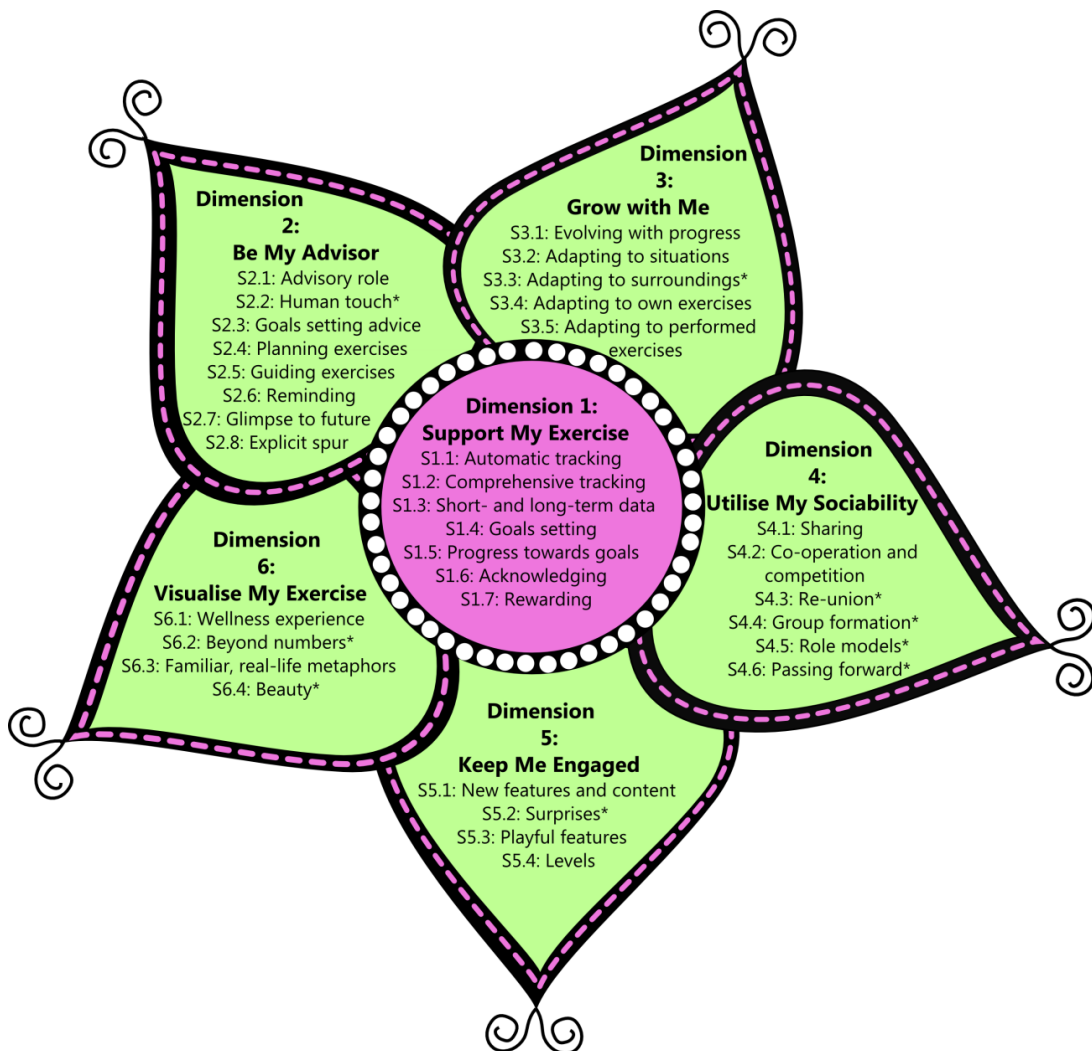 Dimension 1:
Support My Exercise
S1.1: Automatic tracking
S1.2: Comprehensive tracking
S1.3: Short- and long-term data
S1.4: Goals setting
S1.5: Progress towards goals
S1.6: Acknowledging
S1.7: Rewarding
Dimension
2:
Be My Advisor
S2.1: Advisory role
S2.2: Human touch*
S2.3: Goals setting advice
S2.4: Planning exercises
S2.5: Guiding exercises
S2.6: Reminding
S2.7: Glimpse to future
S2.8: Explicit spur
Dimension
3:
Grow with Me
S3.1: Evolving with progress
S3.2: Adapting to situations
S3.3: Adapting to surroundings*
S3.4: Adapting to own exercises
S3.5: Adapting to performed
exercises
Dimension
4:
Utilise My Sociability
S4.1: Sharing
S4.2: Co-operation and
competition
S4.3: Re-union*
S4.4: Group formation*
S4.5: Role models*
S4.6: Passing forward*
Dimension
5:
Keep Me Engaged
S5.1: New features and content
S5.2: Surprises*
S5.3: Playful features
S5.4: Levels
Dimension
6:
Visualise My Exercise
S6.1: Wellness experience
S6.2: Beyond numbers*
S6.3: Familiar, real-life metaphors
S6.4: Beauty*